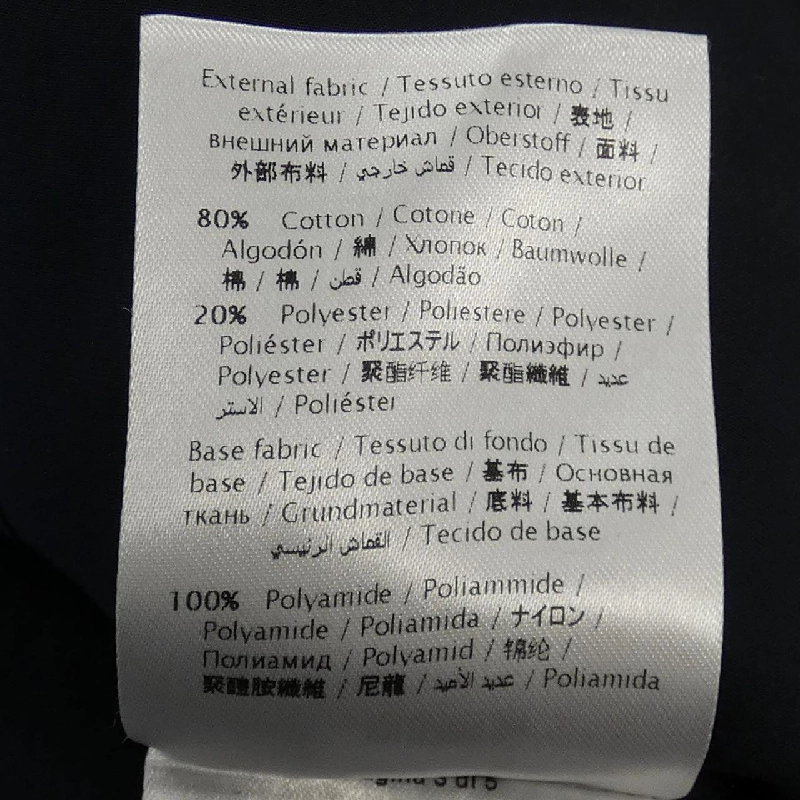 External fabric / Tessuto esterno / Tissu
extérieur / Tejido exterior / 表地 /
внешний материал / Oberstoff / 面料 /
外部布料 / قماش خارجي / Tecido exterior
80% Cotton / Cotone / Coton /
Algodón / 綿 / Хлопок / Baumwolle /
棉 / 棉 / قطن / Algodão
20% Polyester / Poliestere / Polyester /
Poliéster / ポリエステル / Полиэфир /
Polyester / 聚酯纤维 / 聚酯纖維 / عديد
الاستر / Poliéster
Base fabric / Tessuto di fondo / Tissu de
base / Tejido de base / 基布 / Основная
ткань / Grundmaterial / 底料 / 基本布料 /
القماش الرئيسي / Tecido de base
100% Polyamide / Poliammide /
Polyamide / Poliamida / ナイロン /
Полиамид / Polyamid / 锦纶 /
聚醯胺纖維 / 尼龍 / عديد الأميد / Poliamida
3 di 5